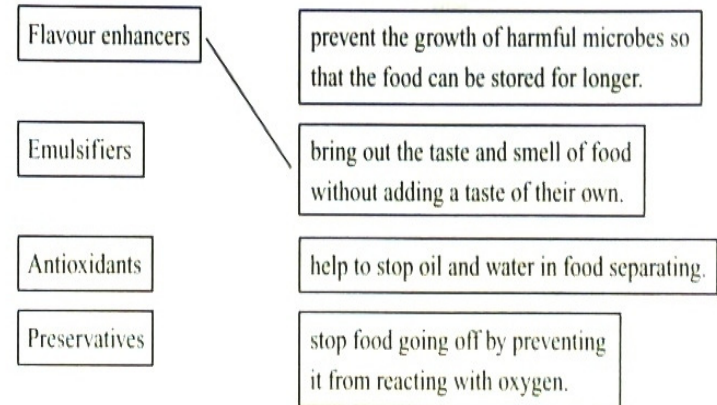 Flavour enhancers
prevent the growth of harmful microbes so
that the food can be stored for longer.
Emulsifiers
bring out the taste and smell of food
without adding a taste of their own.
Antioxidants
help to stop oil and water in food separating.
Preservatives
stop food going off by preventing
it from reacting with oxygen.